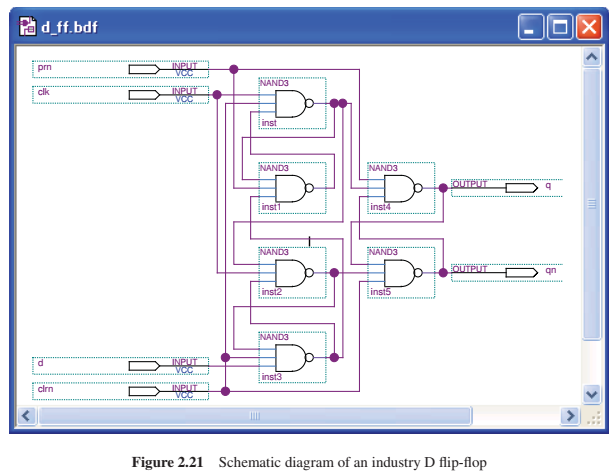 d_ff.bdf
prn INPUT
VCC
clk INPUT
VCC
NAND3
inst
NAND3
inst1
NAND3
inst4
OUTPUT q
NAND3
inst2
NAND3
inst5
OUTPUT qn
NAND3
inst3
d INPUT
VCC
clrn INPUT
VCC
Figure 2.21 Schematic diagram of an industry D flip-flop